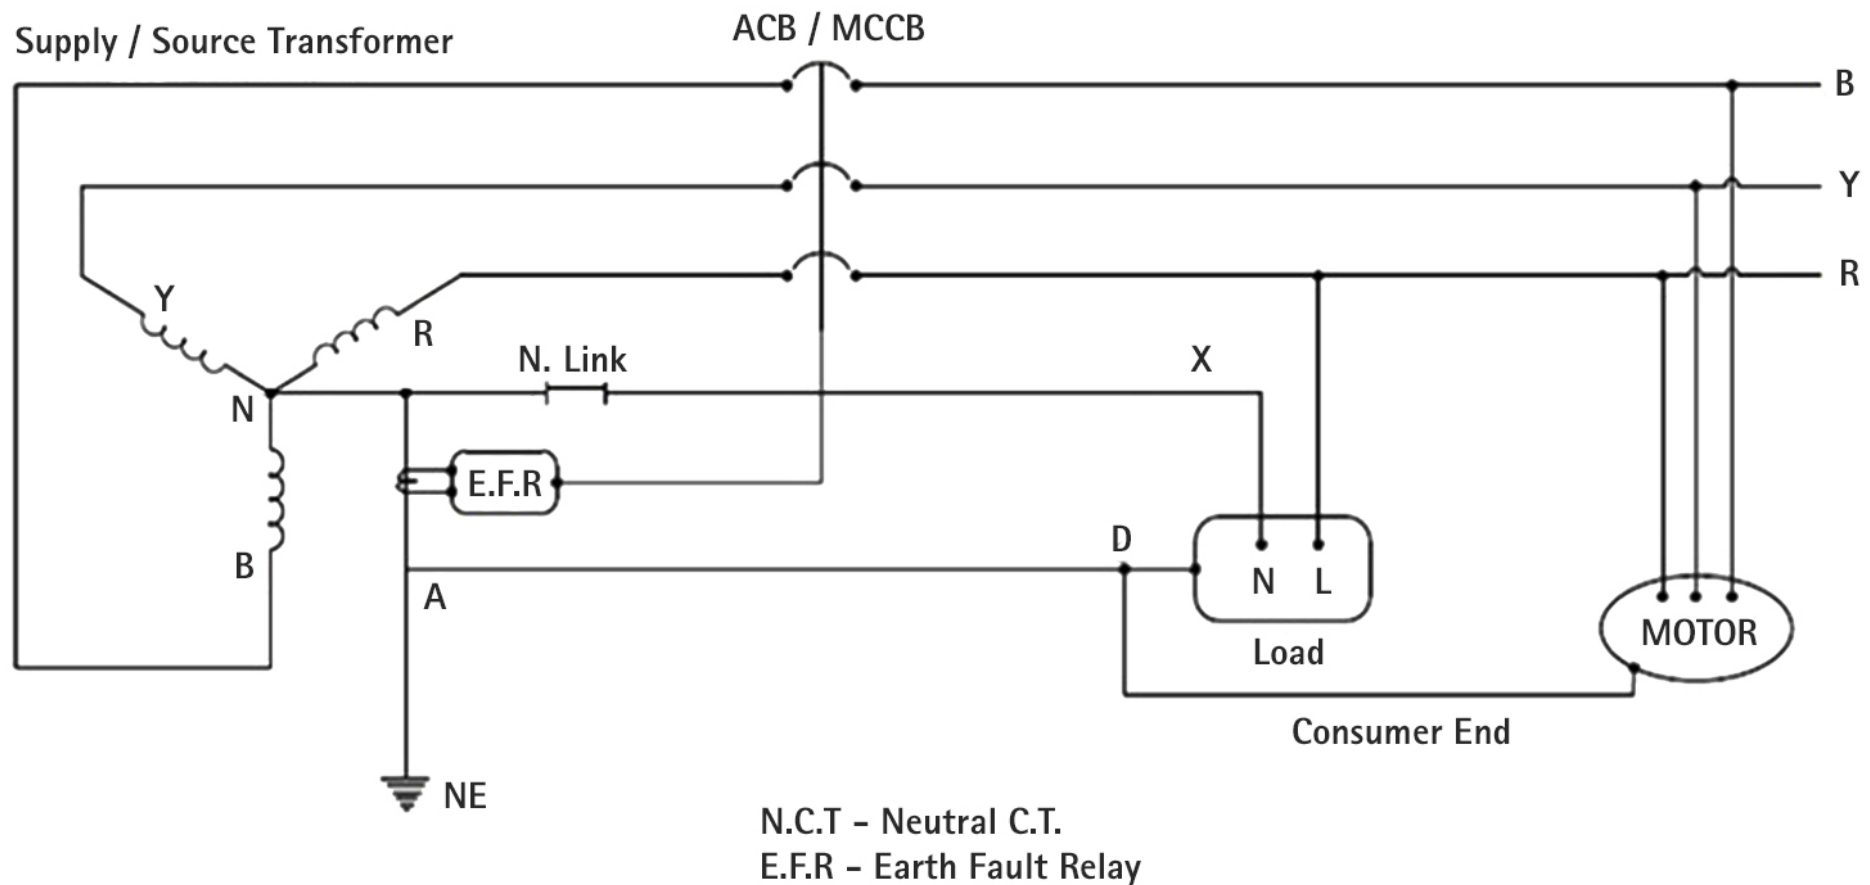 Supply / Source Transformer
ACB / MCCB
B
Y
R
Y
R
N. Link
X
N
E.F.R
D
B
A
N L
Load
MOTOR
Consumer End
NE
N.C.T - Neutral C.T.
E.F.R - Earth Fault Relay